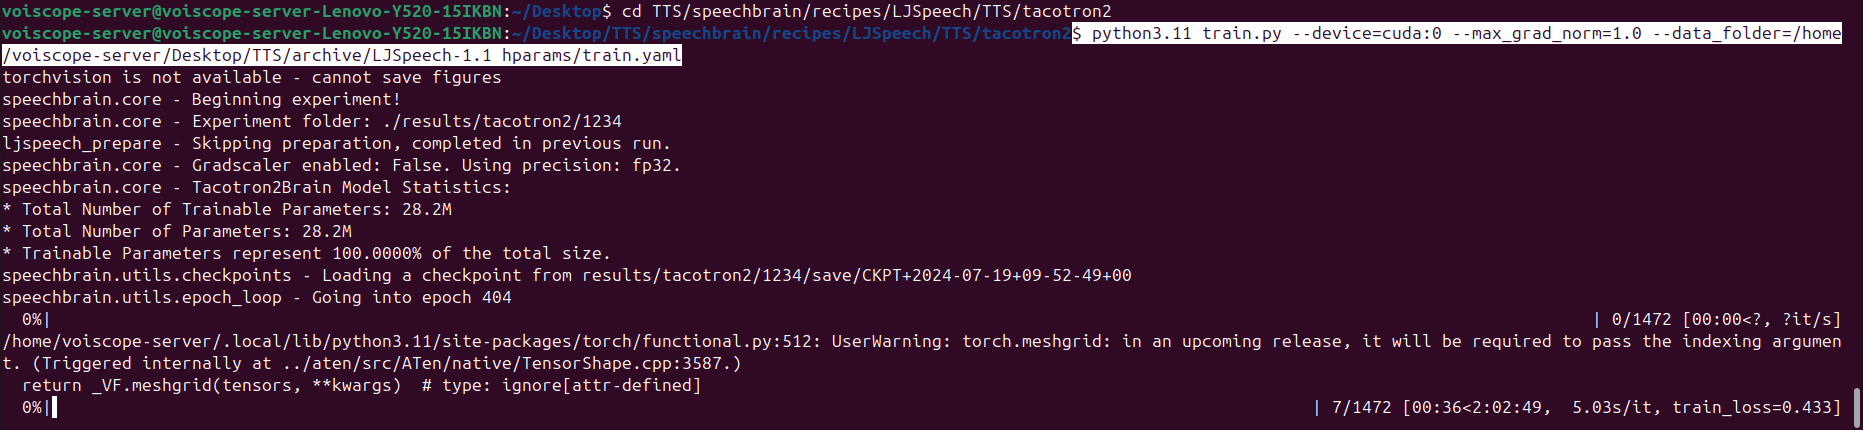 voiscope-server@voiscope-server-Lenovo-Y520-15IKBN:~/Desktop$ cd TTS/speechbrain/recipes/LJSpeech/TTS/tacotron2
voiscope-server@voiscope-server-Lenovo-Y520-15IKBN:~/Desktop/TTS/speechbrain/recipes/LJSpeech/TTS/tacotron2$ python3.11 train.py --device=cuda:0 --max_grad_norm=1.0 --data_folder=/home
/voiscope-server/Desktop/TTS/archive/LJSpeech-1.1 hparams/train.yaml
torchvision is not available - cannot save figures
speechbrain.core - Beginning experiment!
speechbrain.core - Experiment folder: ./results/tacotron2/1234
ljspeech_prepare - Skipping preparation, completed in previous run.
speechbrain.core - Gradscaler enabled: False. Using precision: fp32.
speechbrain.core - Tacotron2Brain Model Statistics:
* Total Number of Trainable Parameters: 28.2M
* Total Number of Parameters: 28.2M
* Trainable Parameters represent 100.0000% of the total size.
speechbrain.utils.checkpoints - Loading a checkpoint from results/tacotron2/1234/save/CKPT+2024-07-19+09-52-49+00
speechbrain.utils.epoch_loop - Going into epoch 404
  0%| | 0/1472 [00:00<?, ?it/s]
/home/voiscope-server/.local/lib/python3.11/site-packages/torch/functional.py:512: UserWarning: torch.meshgrid: in an upcoming release, it will be required to pass the indexing argumen
t. (Triggered internally at ../aten/src/ATen/native/TensorShape.cpp:3587.)
  return _VF.meshgrid(tensors, **kwargs)  # type: ignore[attr-defined]
  0%| | 7/1472 [00:36<2:02:49,  5.03s/it, train_loss=0.433]